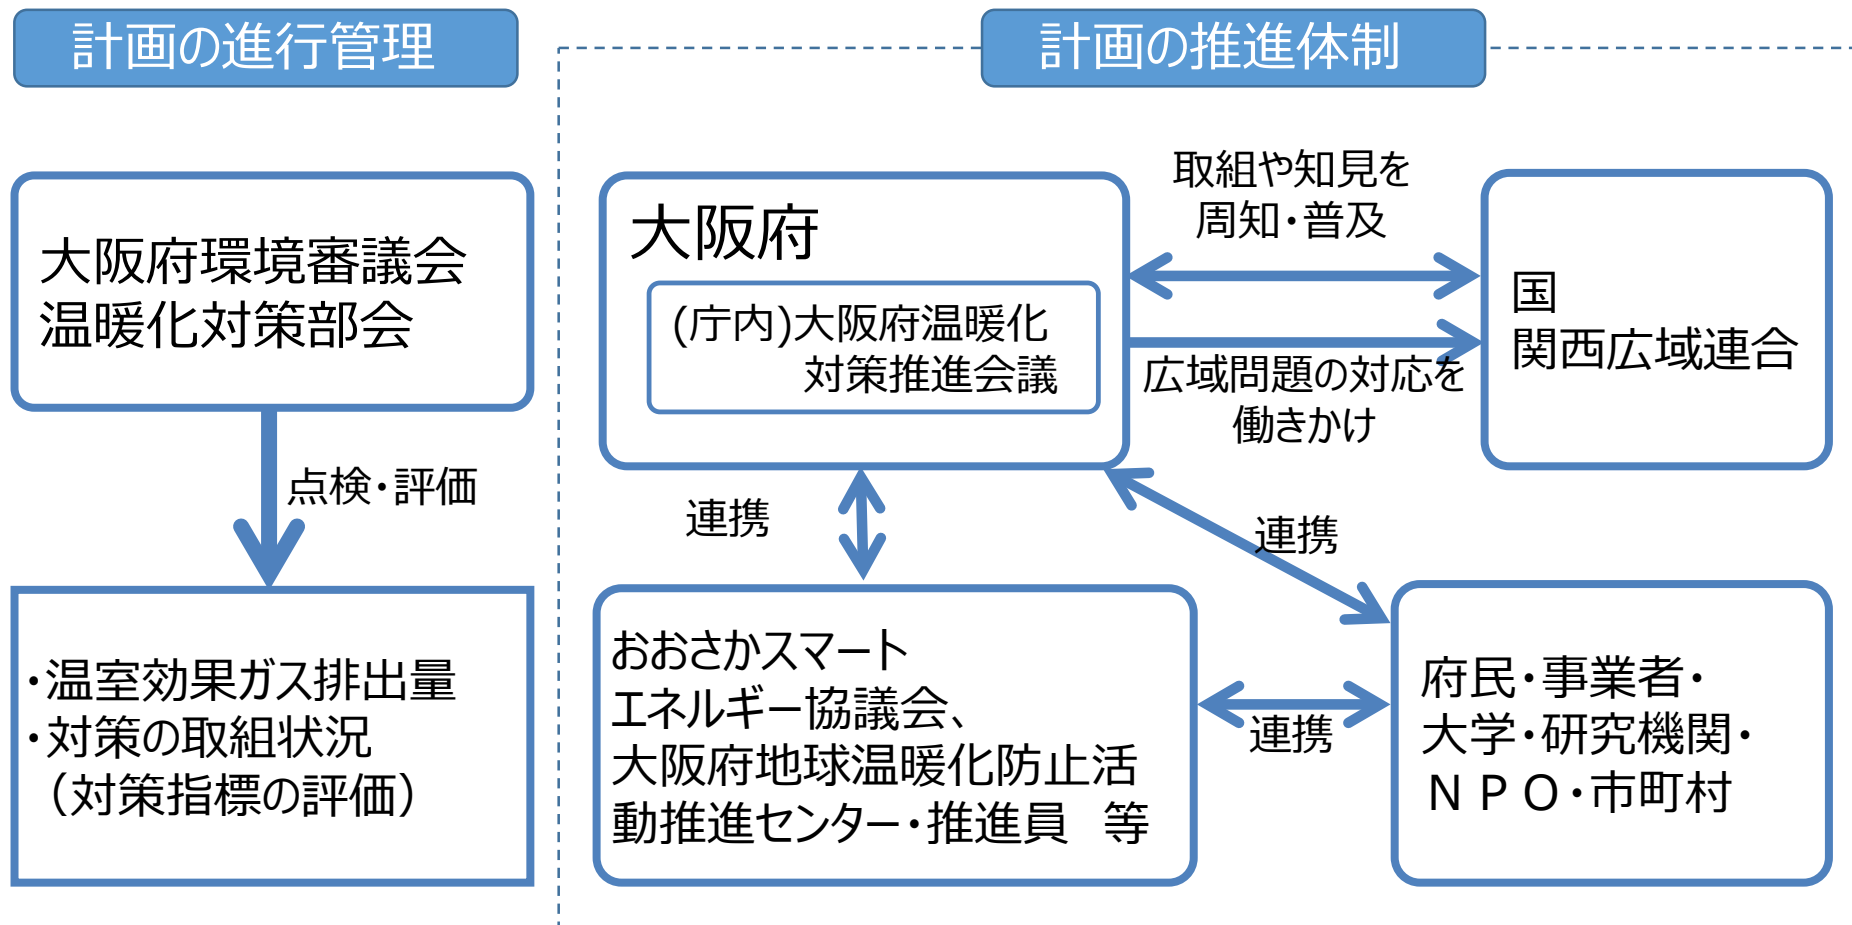 計画の進行管理
大阪府環境審議会
温暖化対策部会
点検・評価
・温室効果ガス排出量
・対策の取組状況
（対策指標の評価）
計画の推進体制
大阪府
(庁内)大阪府温暖化
対策推進会議
取組や知見を
周知・普及
広域問題の対応を
働きかけ
国
関西広域連合
連携
連携
おおさかスマート
エネルギー協議会、
大阪府地球温暖化防止活
動推進センター・推進員　等
連携
府民・事業者・
大学・研究機関・
ＮＰＯ・市町村